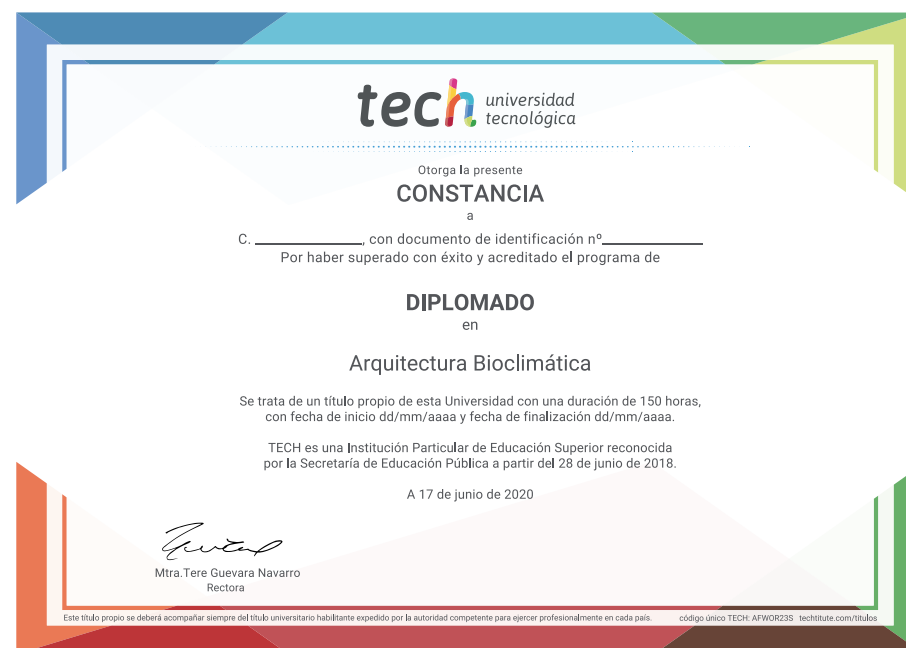 tech universidad
tecnológica
Otorga la presente
CONSTANCIA
a
C. ____________, con documento de identificación nº____________
Por haber superado con éxito y acreditado el programa de
DIPLOMADO
en
Arquitectura Bioclimática
Se trata de un título propio de esta Universidad con una duración de 150 horas,
con fecha de inicio dd/mm/aaaa y fecha de finalización dd/mm/aaaa.
TECH es una Institución Particular de Educación Superior reconocida
por la Secretaría de Educación Pública a partir del 28 de junio de 2018.
A 17 de junio de 2020
Mtra.Tere Guevara Navarro
Rectora
Este título propio se deberá acompañar siempre del título universitario habilitante expedido por la autoridad competente para ejercer profesionalmente en cada país. código único TECH: AFWOR23S techtitute.com/titulos